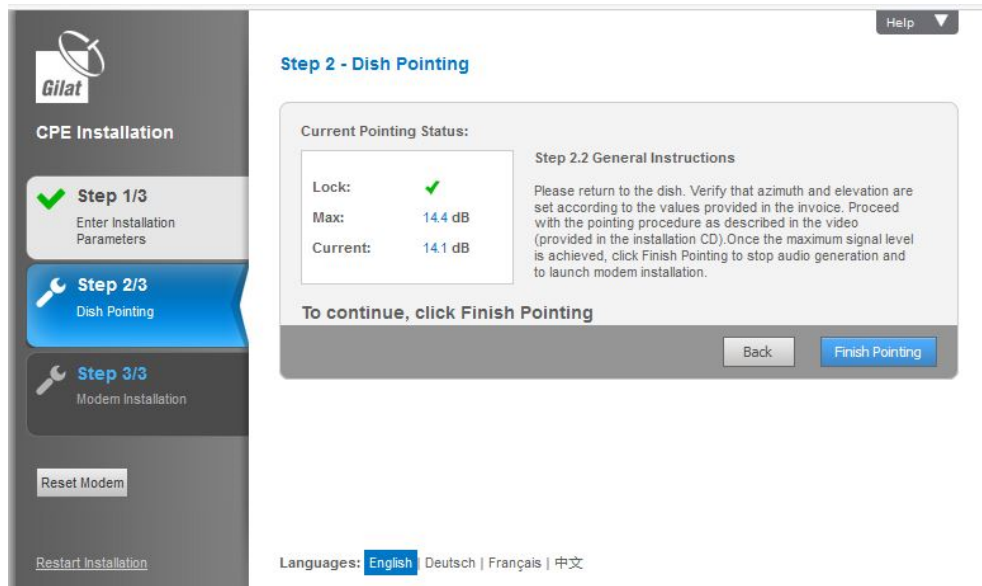 Help
Gilat
CPE Installation
Step 1/3
Enter Installation
Parameters
Step 2/3
Dish Pointing
Step 3/3
Modem Installation
Reset Modem
Restart Installation
Step 2 - Dish Pointing
Current Pointing Status:
Lock:
Max: 14.4 dB
Current: 14.1 dB
Step 2.2 General Instructions
Please return to the dish. Verify that azimuth and elevation are
set according to the values provided in the invoice. Proceed
with the pointing procedure as described in the video
(provided in the installation CD).Once the maximum signal level
is achieved, click Finish Pointing to stop audio generation and
to launch modem installation.
To continue, click Finish Pointing
Back Finish Pointing
Languages: English | Deutsch | Français | 中文